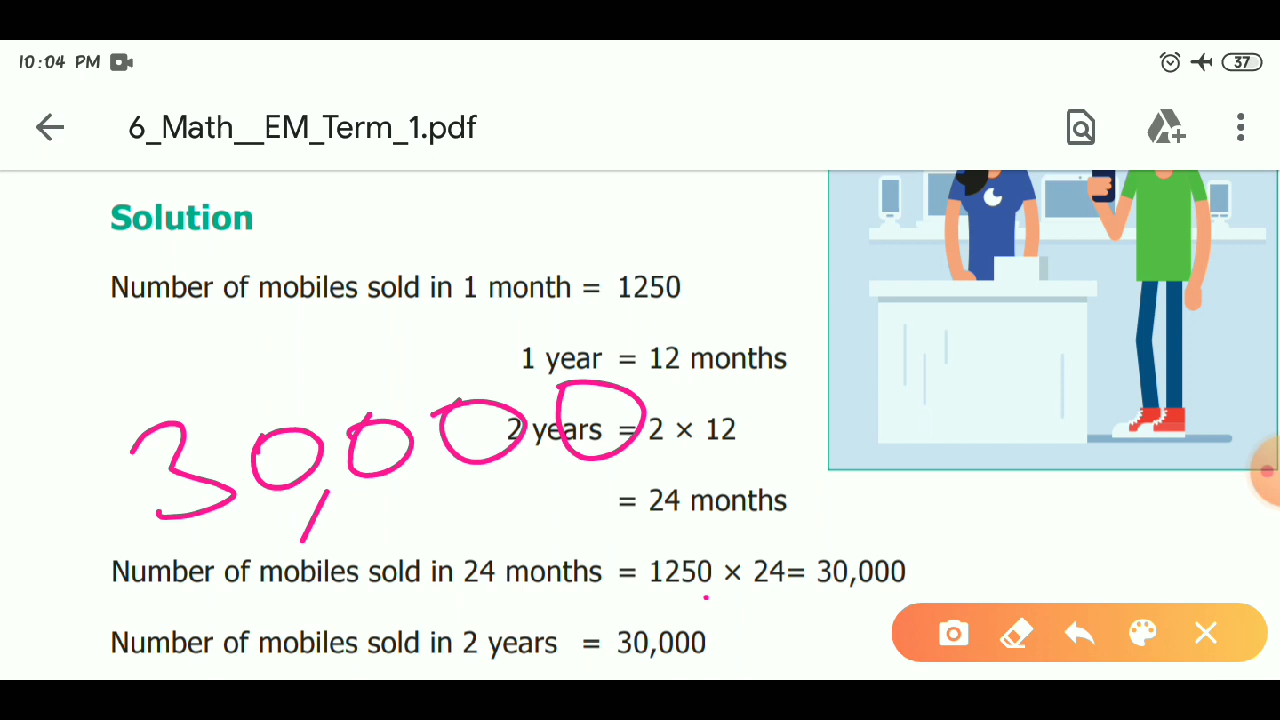 10:04 PM
37
6_Math__EM_Term_1.pdf
Solution
Number of mobiles sold in 1 month = 1250
1 year = 12 months
2 years = 2 × 12
30,000
= 24 months
Number of mobiles sold in 24 months = 1250 × 24= 30,000
Number of mobiles sold in 2 years = 30,000